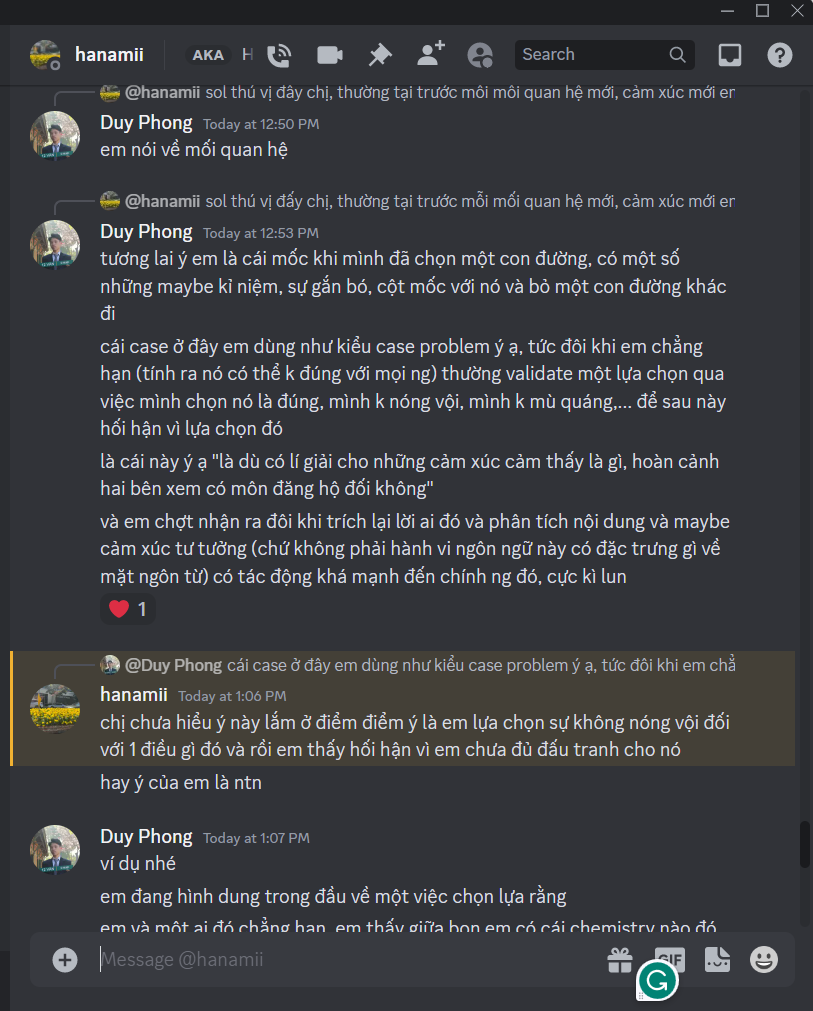 hanamii
AKA
H
Search
@hanamii sol thú vị đây chị, thường tại trước môi môi quan hệ mới, cảm xúc mới er
Duy Phong Today at 12:50 PM
em nói về mối quan hệ
@hanamii sol thú vị đấy chị, thường tại trước mỗi mối quan hệ mới, cảm xúc mới er
Duy Phong Today at 12:53 PM
tương lai ý em là cái mốc khi mình đã chọn một con đường, có một số
những maybe kỉ niệm, sự gắn bó, cột mốc với nó và bỏ một con đường khác
đi
cái case ở đây em dùng như kiểu case problem ý ạ, tức đôi khi em chẳng
hạn (tính ra nó có thể k đúng với mọi ng) thường validate một lựa chọn qua
việc mình chọn nó là đúng, mình k nóng vội, mình k mù quáng,... để sau này
hối hận vì lựa chọn đó
là cái này ý ạ "là dù có lí giải cho những cảm xúc cảm thấy là gì, hoàn cảnh
hai bên xem có môn đăng hộ đối không"
và em chợt nhận ra đôi khi trích lại lời ai đó và phân tích nội dung và maybe
cảm xúc tư tưởng (chứ không phải hành vi ngôn ngữ này có đặc trưng gì về
mặt ngôn từ) có tác động khá mạnh đến chính ng đó, cực kì lun
1
@Duy Phong cái case ở đây em dùng như kiểu case problem ý ạ, tức đôi khi em chẳ
hanamii Today at 1:06 PM
chị chưa hiểu ý này lắm ở điểm điểm ý là em lựa chọn sự không nóng vội đối
với 1 điều gì đó và rồi em thấy hối hận vì em chưa đủ đấu tranh cho nó
hay ý của em là ntn
Duy Phong Today at 1:07 PM
ví dụ nhé
em đang hình dung trong đầu về một việc chọn lựa rằng
em và một ai đó chẳng hạn, em thấy giữa bọn em có cái chemistry nào đó
Message @hanamii
GIF